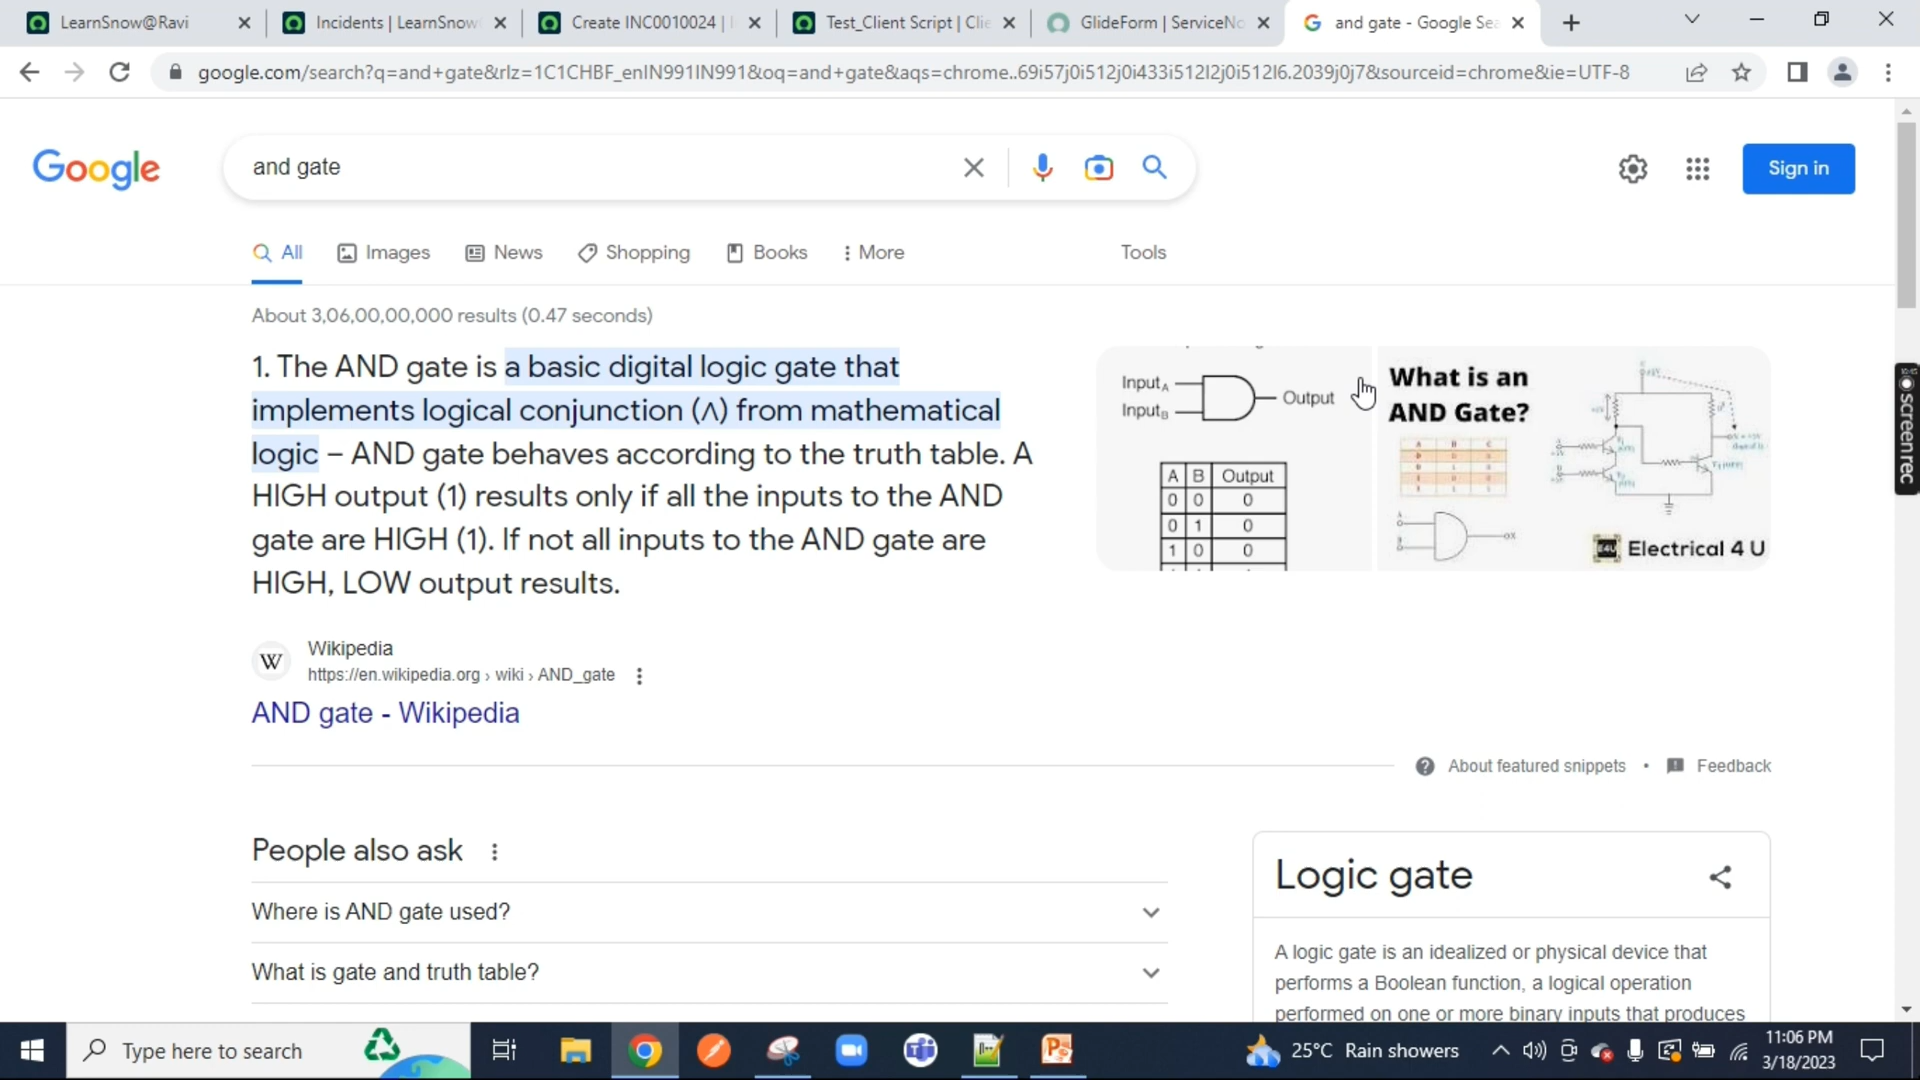 LearnSnow@Ravi
Incidents | LearnSnow
Create INC0010024 |
Test_Client Script | Clie
GlideForm | ServiceNo
and gate - Google Sea
google.com/search?q=and+gate&rlz=1C1CHBF_enIN991IN991&oq=and+gate&aqs=chrome..69i57j0i512j0i433i512l2j0i512l6.2039j0j7&sourceid=chrome&ie=UTF-8
Google
and gate
Sign in
All
Images
News
Shopping
Books
More
Tools
About 3,06,00,00,000 results (0.47 seconds)
1. The AND gate is a basic digital logic gate that
implements logical conjunction (∧) from mathematical
logic – AND gate behaves according to the truth table. A
HIGH output (1) results only if all the inputs to the AND
gate are HIGH (1). If not all inputs to the AND gate are
HIGH, LOW output results.
InputA
InputB
Output
A B Output
0 0 0
0 1 0
1 0 0
What is an
AND Gate?
E4U
Electrical 4 U
W
Wikipedia
https://en.wikipedia.org › wiki › AND_gate
AND gate - Wikipedia
About featured snippets
•
Feedback
People also ask
Where is AND gate used?
What is gate and truth table?
Logic gate
A logic gate is an idealized or physical device that
performs a Boolean function, a logical operation
performed on one or more binary inputs that produces
screenrec
Type here to search
25°C Rain showers
11:06 PM
3/18/2023